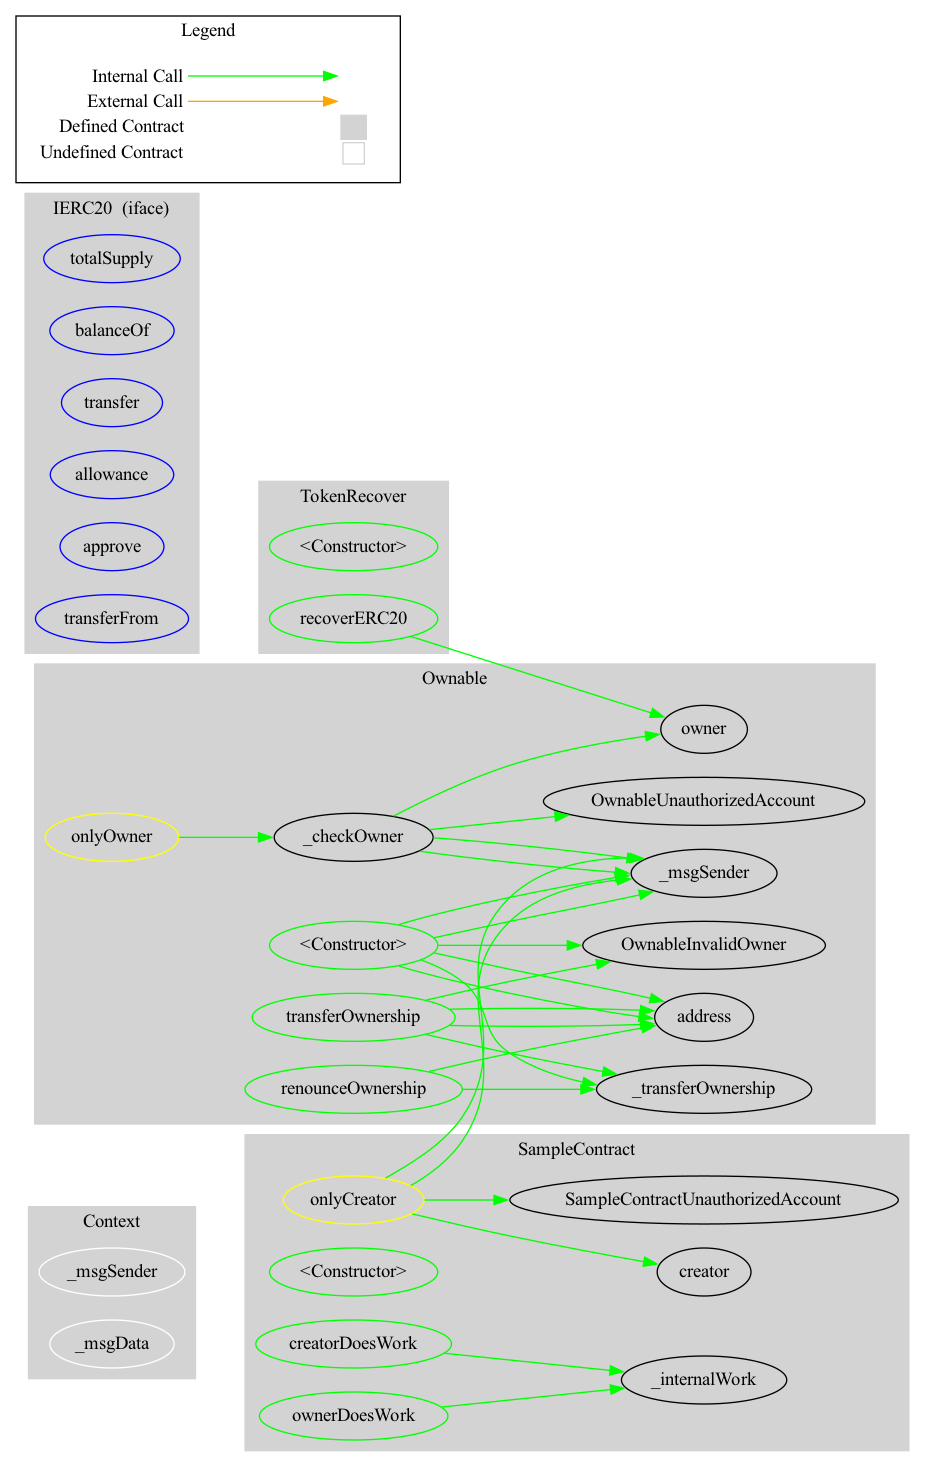 Legend
Internal Call
External Call
Defined Contract
Undefined Contract
IERC20  (iface)
totalSupply
balanceOf
transfer
allowance
approve
transferFrom
TokenRecover
<Constructor>
recoverERC20
Ownable
owner
OwnableUnauthorizedAccount
onlyOwner
_checkOwner
_msgSender
<Constructor>
OwnableInvalidOwner
transferOwnership
address
renounceOwnership
_transferOwnership
SampleContract
onlyCreator
SampleContractUnauthorizedAccount
<Constructor>
creator
creatorDoesWork
_internalWork
ownerDoesWork
Context
_msgSender
_msgData